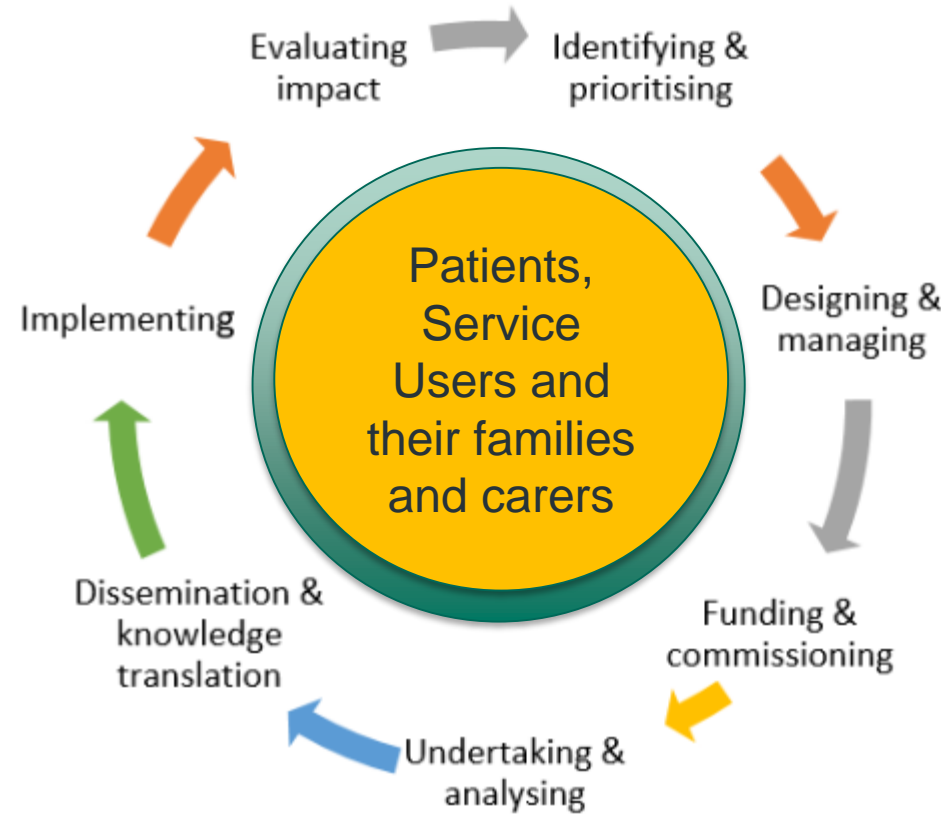 Evaluating
impact
Identifying &
prioritising
Designing &
managing
Funding &
commissioning
Undertaking &
analysing
Dissemination &
knowledge
translation
Implementing
Patients,
Service
Users and
their families
and carers